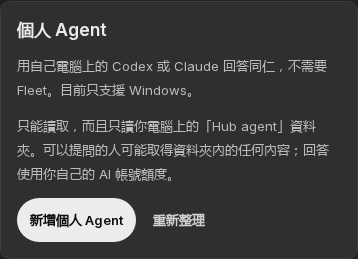 個人 Agent
用自己電腦上的 Codex 或 Claude 回答同仁，不需要
Fleet。目前只支援 Windows。
只能讀取，而且只讀你電腦上的「Hub agent」資料
夾。可以提問的人可能取得資料夾內的任何內容；回答
使用你自己的 AI 帳號額度。
新增個人 Agent
重新整理